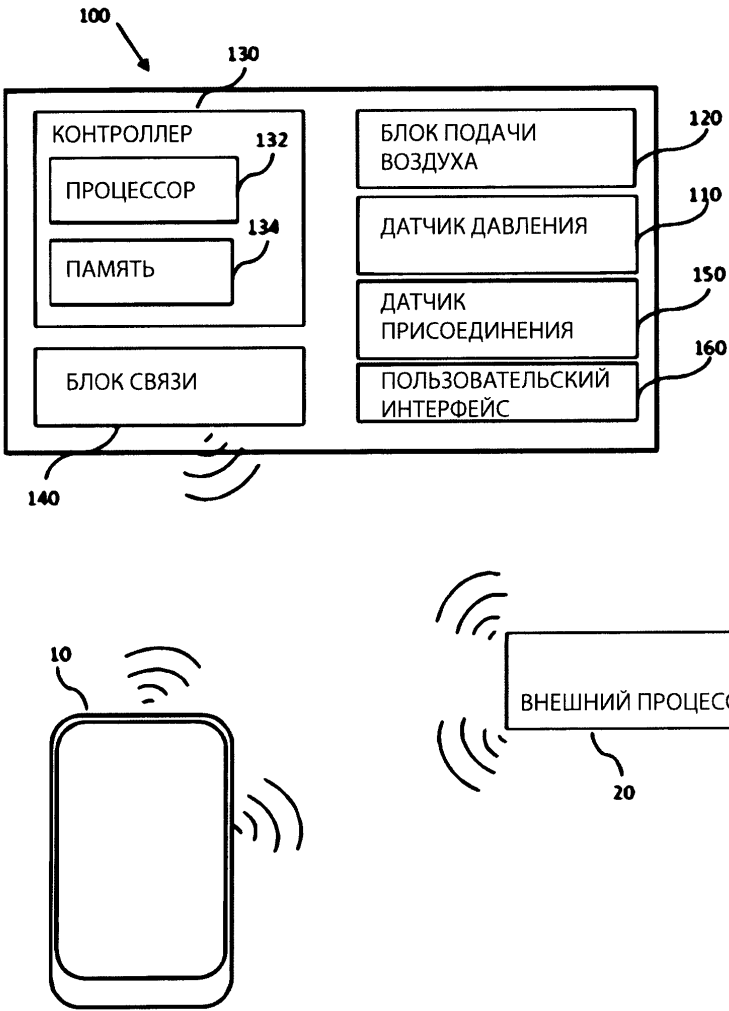 100
130
КОНТРОЛЛЕР
132
ПРОЦЕССОР
134
ПАМЯТЬ
БЛОК СВЯЗИ
140
БЛОК ПОДАЧИ
ВОЗДУХА
120
ДАТЧИК ДАВЛЕНИЯ
110
ДАТЧИК
ПРИСОЕДИНЕНИЯ
150
ПОЛЬЗОВАТЕЛЬСКИЙ
ИНТЕРФЕЙС
160
10
ВНЕШНИЙ
20